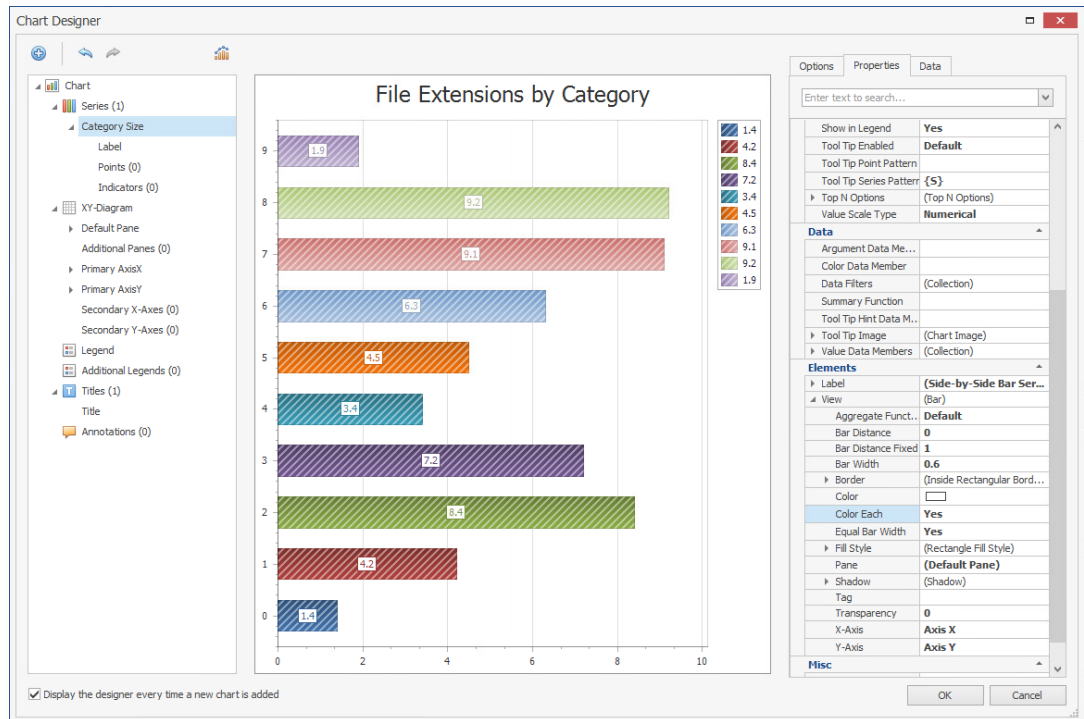 Chart Designer
Chart
Series (1)
Category Size
Label
Points (0)
Indicators (0)
XY-Diagram
Default Pane
Additional Panes (0)
Primary AxisX
Primary AxisY
Secondary X-Axes (0)
Secondary Y-Axes (0)
Legend
Additional Legends (0)
Titles (1)
Title
Annotations (0)
File Extensions by Category
9
1.9
8
9.2
7
9.1
6
6.3
5
4.5
4
3.4
3
7.2
2
8.4
1
4.2
0
1.4
0 2 4 6 8 10
1.4
4.2
8.4
7.2
3.4
4.5
6.3
9.1
9.2
1.9
Options Properties Data
Enter text to search...
Show in Legend Yes
Tool Tip Enabled Default
Tool Tip Point Pattern
Tool Tip Series Pattern {S}
Top N Options (Top N Options)
Value Scale Type Numerical
Data
Argument Data Me...
Color Data Member
Data Filters (Collection)
Summary Function
Tool Tip Hint Data M...
Tool Tip Image (Chart Image)
Value Data Members (Collection)
Elements
Label (Side-by-Side Bar Ser...
View (Bar)
Aggregate Funct... Default
Bar Distance 0
Bar Distance Fixed 1
Bar Width 0.6
Border (Inside Rectangular Bord...
Color
Color Each Yes
Equal Bar Width Yes
Fill Style (Rectangle Fill Style)
Pane (Default Pane)
Shadow (Shadow)
Tag
Transparency 0
X-Axis Axis X
Y-Axis Axis Y
Misc
Display the designer every time a new chart is added
OK Cancel